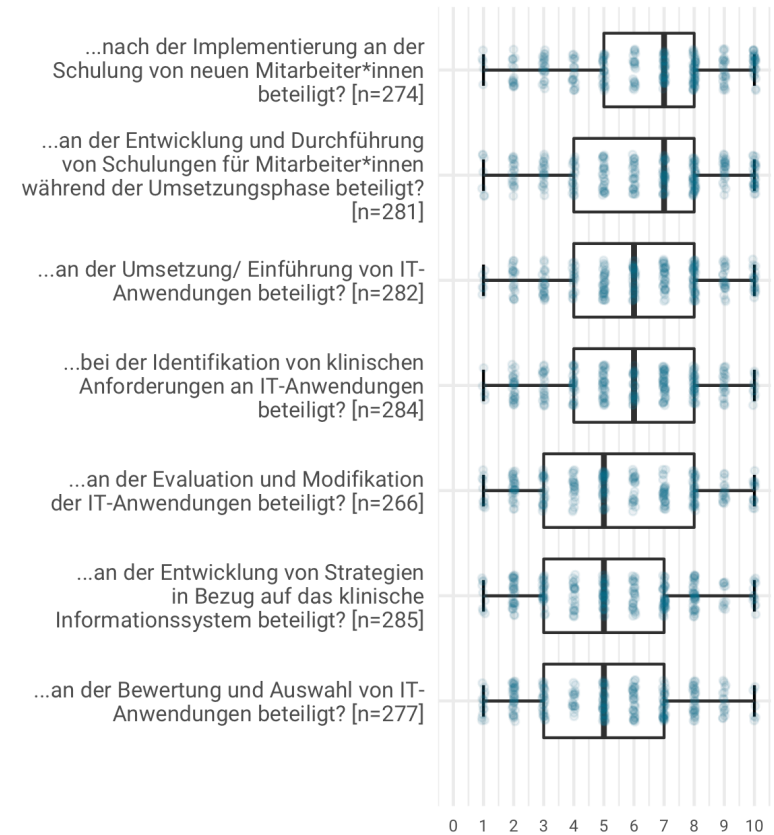 ...nach der Implementierung an der
Schulung von neuen Mitarbeiter*innen
beteiligt? [n=274]
...an der Entwicklung und Durchführung
von Schulungen für Mitarbeiter*innen
während der Umsetzungsphase beteiligt?
[n=281]
...an der Umsetzung/ Einführung von IT-
Anwendungen beteiligt? [n=282]
...bei der Identifikation von klinischen
Anforderungen an IT-Anwendungen
beteiligt? [n=284]
...an der Evaluation und Modifikation
der IT-Anwendungen beteiligt? [n=266]
...an der Entwicklung von Strategien
in Bezug auf das klinische
Informationssystem beteiligt? [n=285]
...an der Bewertung und Auswahl von IT-
Anwendungen beteiligt? [n=277]
0 1 2 3 4 5 6 7 8 9 10